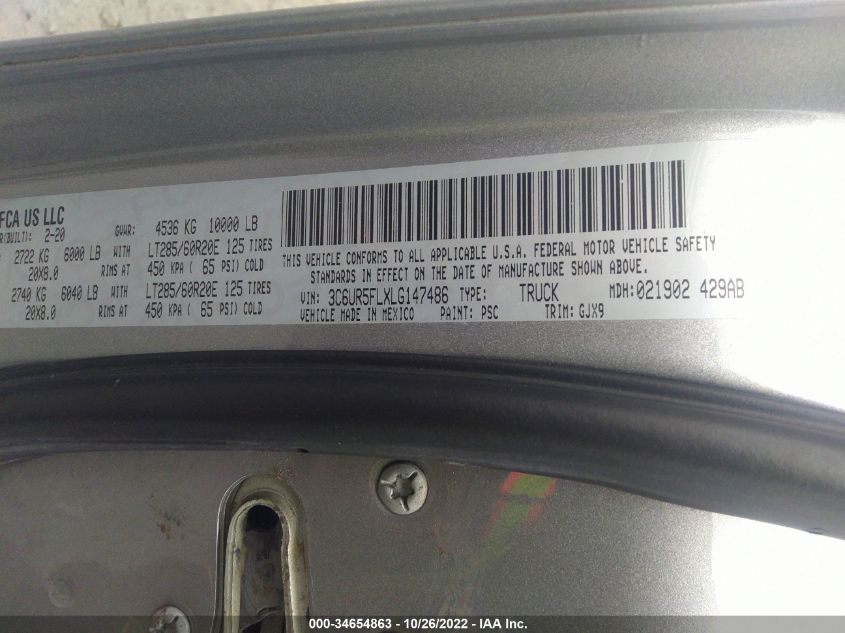 FCA US LLC
R(BUILT): 2-20 GVWR: 4536 KG 10000 LB
2722 KG 6000 LB WITH LT285/60R20E 125 TIRES
20X8.0 RIMS AT 450 KPA ( 65 PSI) COLD
2740 KG 6040 LB WITH LT285/60R20E 125 TIRES
20X8.0 RIMS AT 450 KPA ( 65 PSI) COLD
THIS VEHICLE CONFORMS TO ALL APPLICABLE U.S.A. FEDERAL MOTOR VEHICLE SAFETY
STANDARDS IN EFFECT ON THE DATE OF MANUFACTURE SHOWN ABOVE.
VIN: 3C6UR5FLXLG147486 TYPE: TRUCK MDH:021902 429AB
VEHICLE MADE IN MEXICO PAINT: PSC TRIM: GJX9
000-34654863 - 10/26/2022 - IAA Inc.